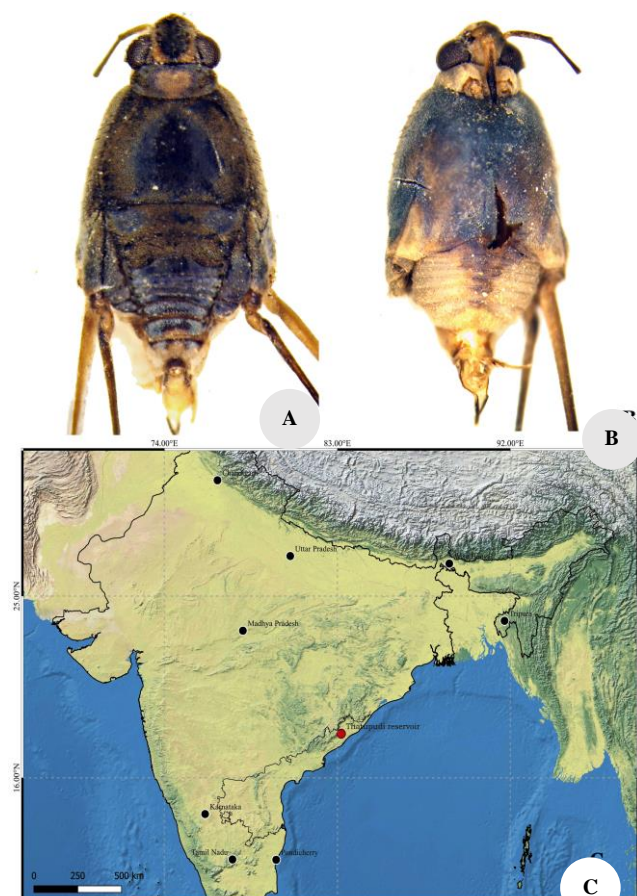 A
B
74.00°E
83.00°E
92.00°E
Uttar Pradesh
25.00°N
Tripura
Madhya Pradesh
Thatipudi reservoir
16.00°N
Karnataka
Tamil Nadu
Pondicherry
0 250 500 km
C